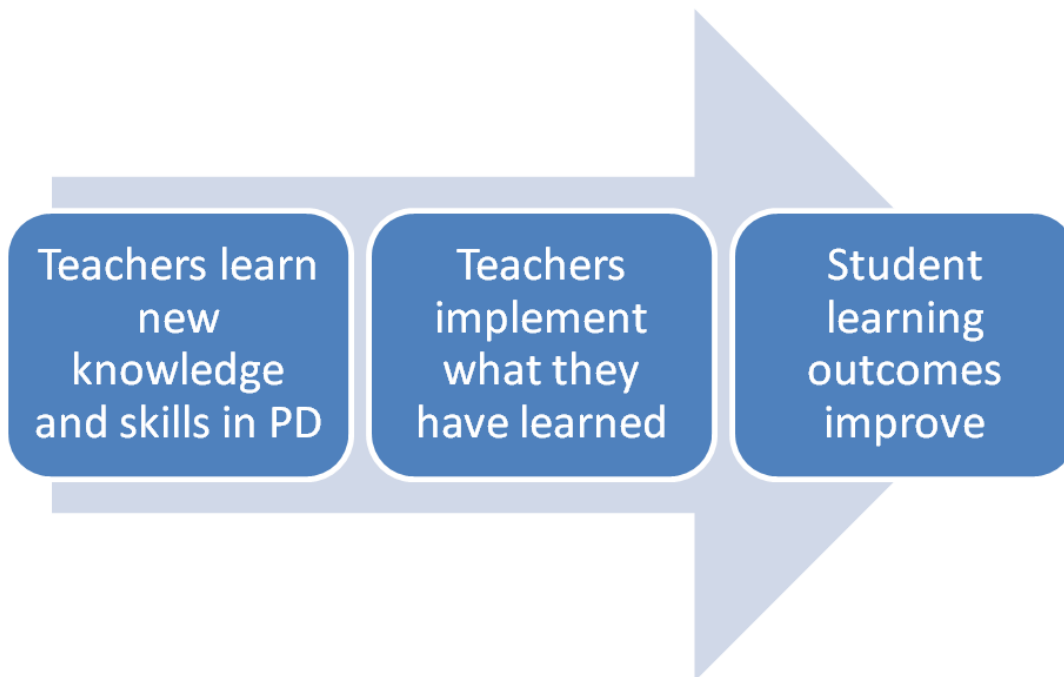 Teachers learn
new
knowledge
and skills in PD
Teachers
implement
what they
have learned
Student
learning
outcomes
improve